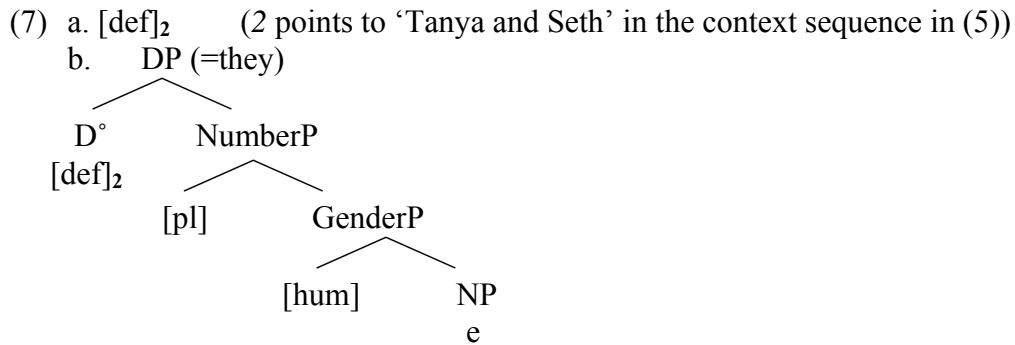 (7) a. [def]2 (2 points to ‘Tanya and Seth’ in the context sequence in (5))
b. DP (=they)
D° NumberP
[def]2
[pl] GenderP
[hum] NP
e